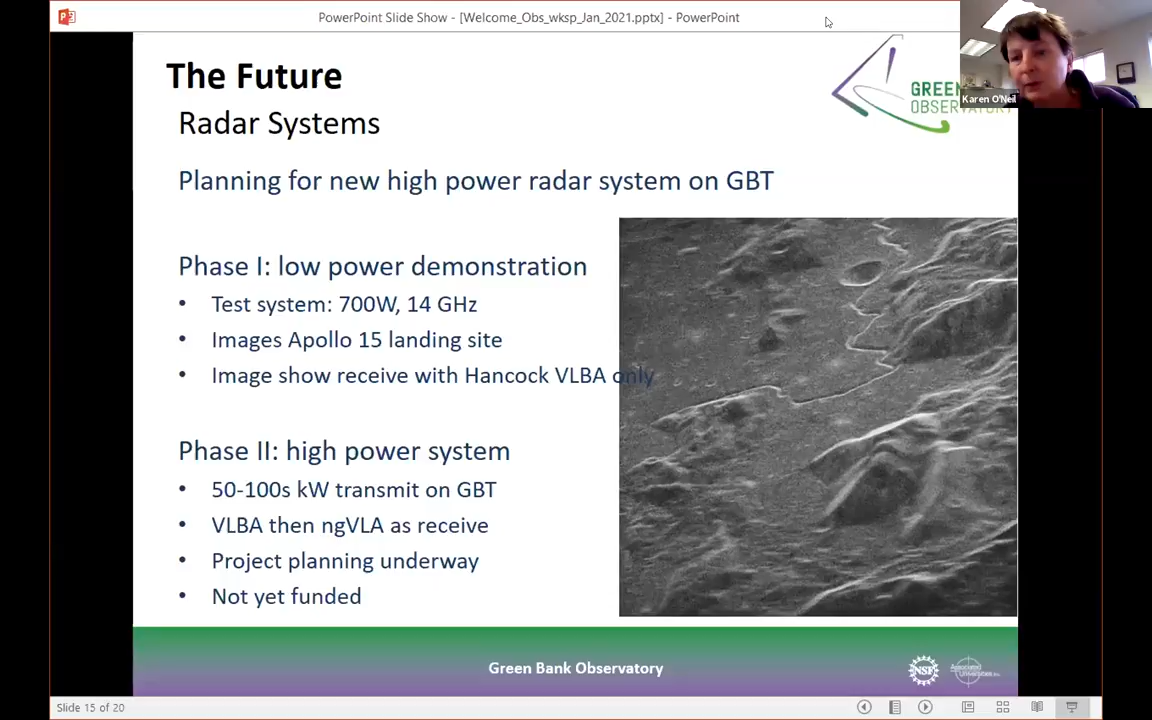 PowerPoint Slide Show - [Welcome_Obs_wksp_Jan_2021.pptx] - PowerPoint
The Future
Radar Systems
GREEN
OBSERVATORY
Karen O'Neil
Planning for new high power radar system on GBT
Phase I: low power demonstration
• Test system: 700W, 14 GHz
• Images Apollo 15 landing site
• Image show receive with Hancock VLBA only
Phase II: high power system
• 50-100s kW transmit on GBT
• VLBA then ngVLA as receive
• Project planning underway
• Not yet funded
Green Bank Observatory
NSF
Associated
Universities
Slide 15 of 20